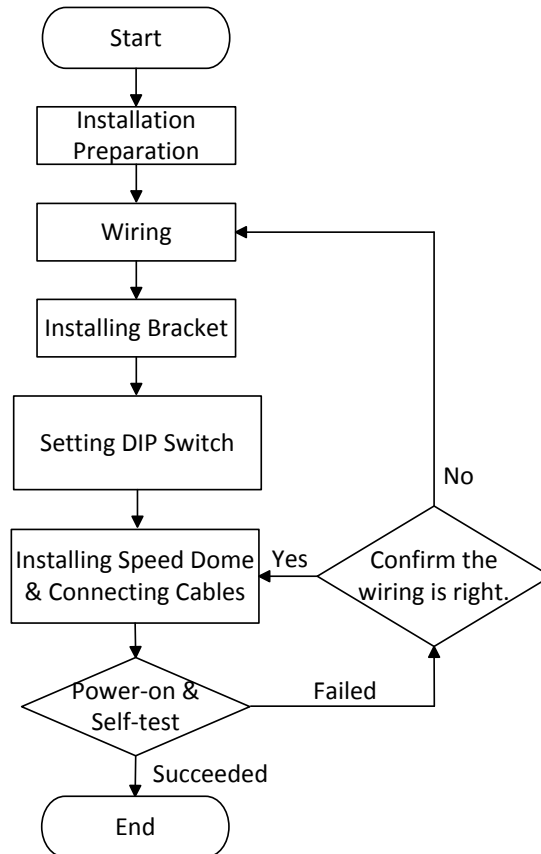 Start
Installation
Preparation
Wiring
Installing Bracket
Setting DIP Switch
No
Installing Speed Dome
& Connecting Cables
Yes
Confirm the
wiring is right.
Power-on &
Self-test
Failed
Succeeded
End